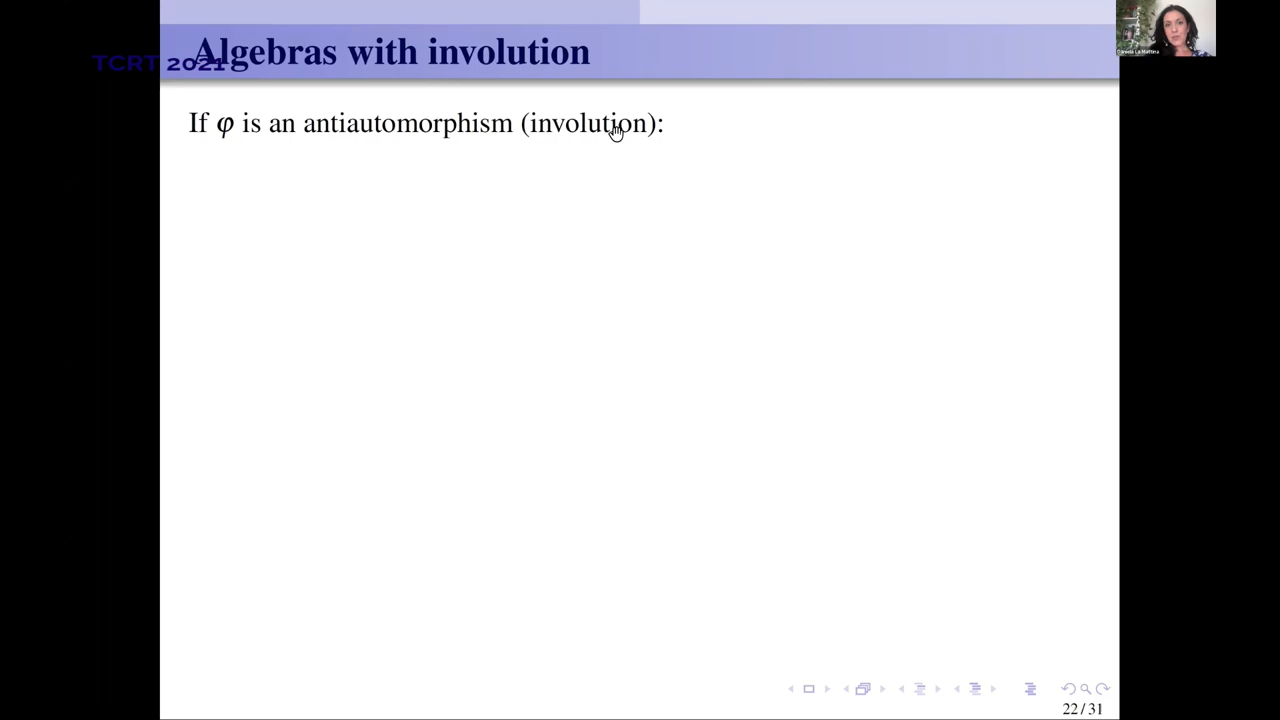 Algebras with involution
TCRT 2021
If φ is an antiautomorphism (involution):
22 / 31